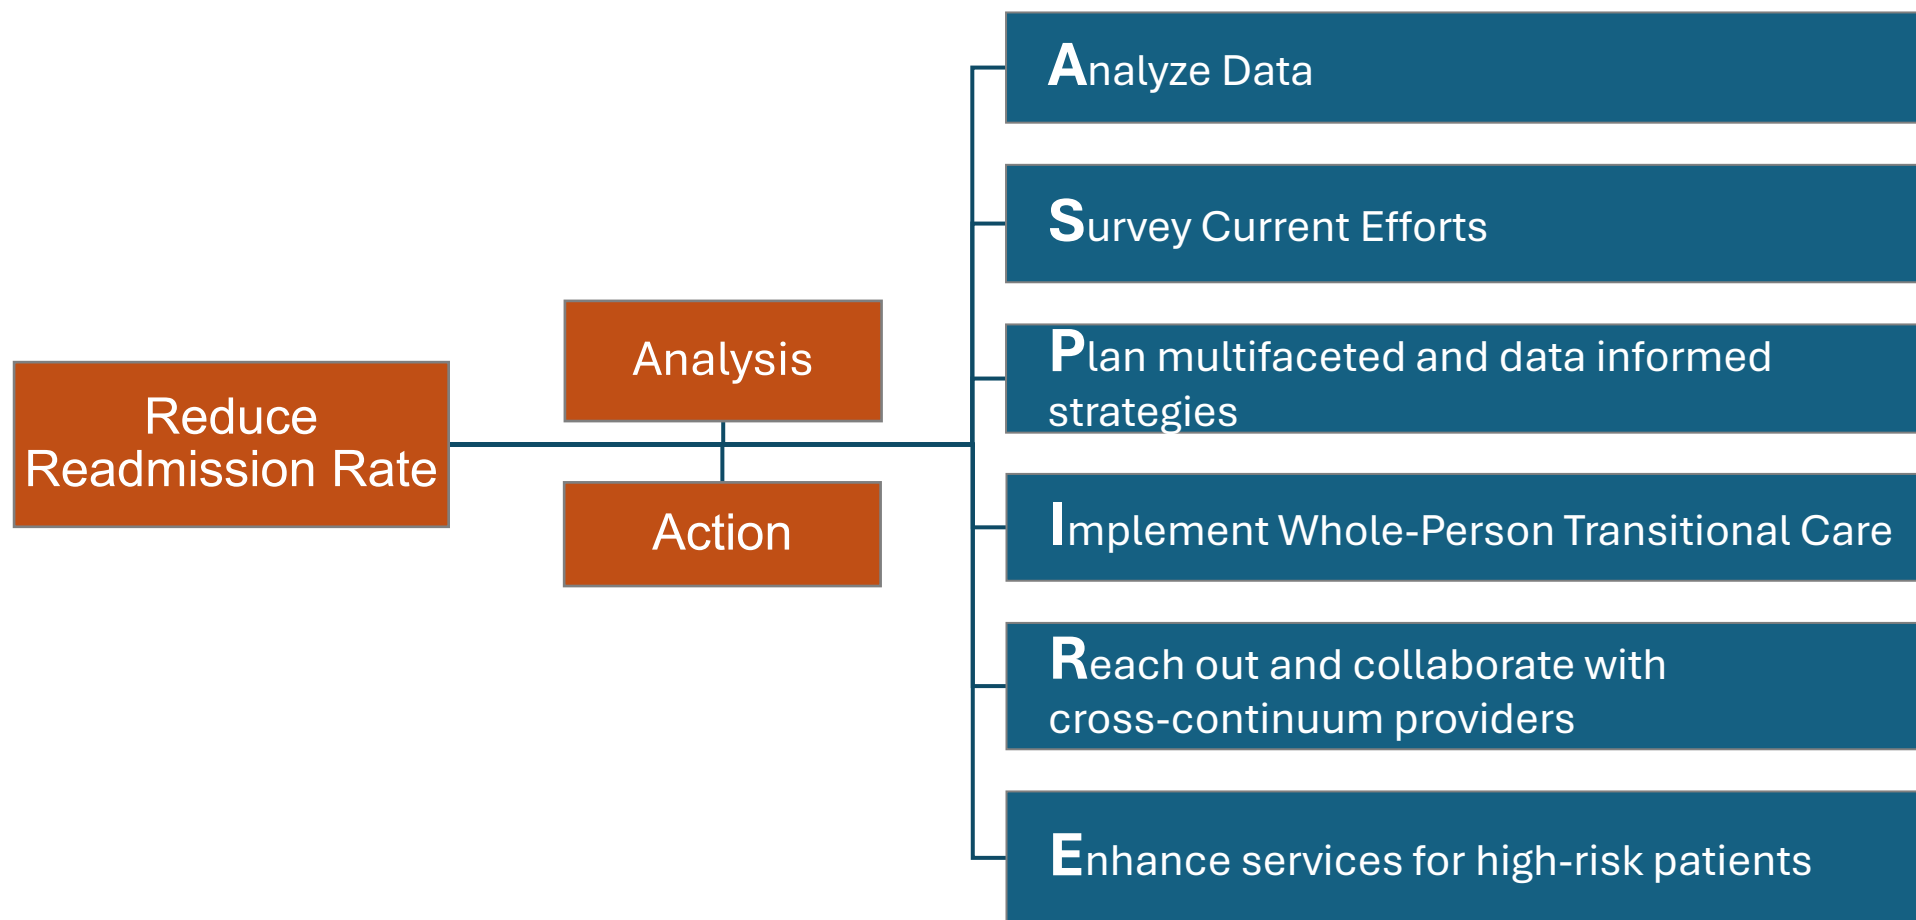 Reduce
Readmission Rate
Analysis
Action
Analyze Data
Survey Current Efforts
Plan multifaceted and data informed
strategies
Implement Whole-Person Transitional Care
Reach out and collaborate with
cross-continuum providers
Enhance services for high-risk patients